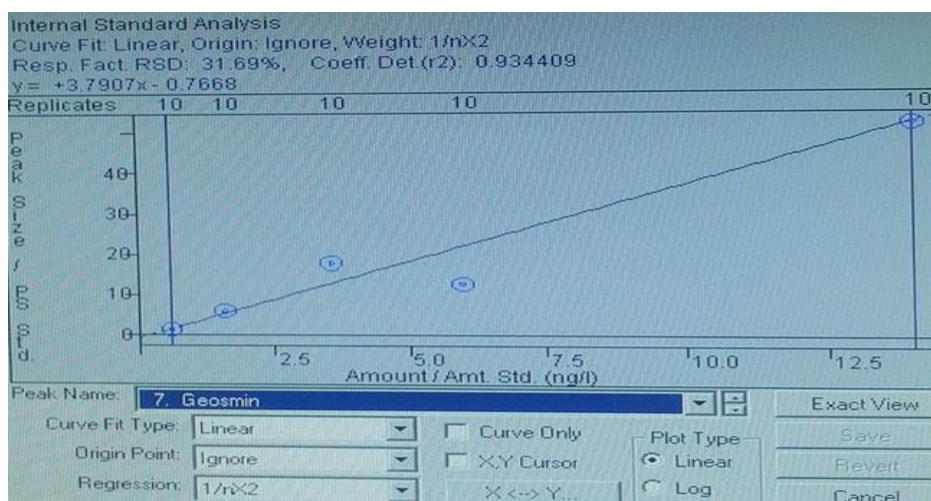 Internal Standard Analysis
Curve Fit: Linear, Origin: Ignore, Weight: 1/nX2
Resp. Fact. RSD: 31.69%, Coeff. Det.(r2): 0.934409
y = +3.7907x - 0.7668
Replicates 10 10 10 10 10
Peak Size / PS Std.
40
30
20
10
0
2.5 5.0 7.5 10.0 12.5
Amount / Amt. Std. (ng/l)
Peak Name: 7. Geosmin
Exact View
Curve Fit Type: Linear
Curve Only
Plot Type
Save
Origin Point: Ignore
X,Y Cursor
Linear
Revert
Regression: 1/nX2
X <--> Y...
Log
Cancel